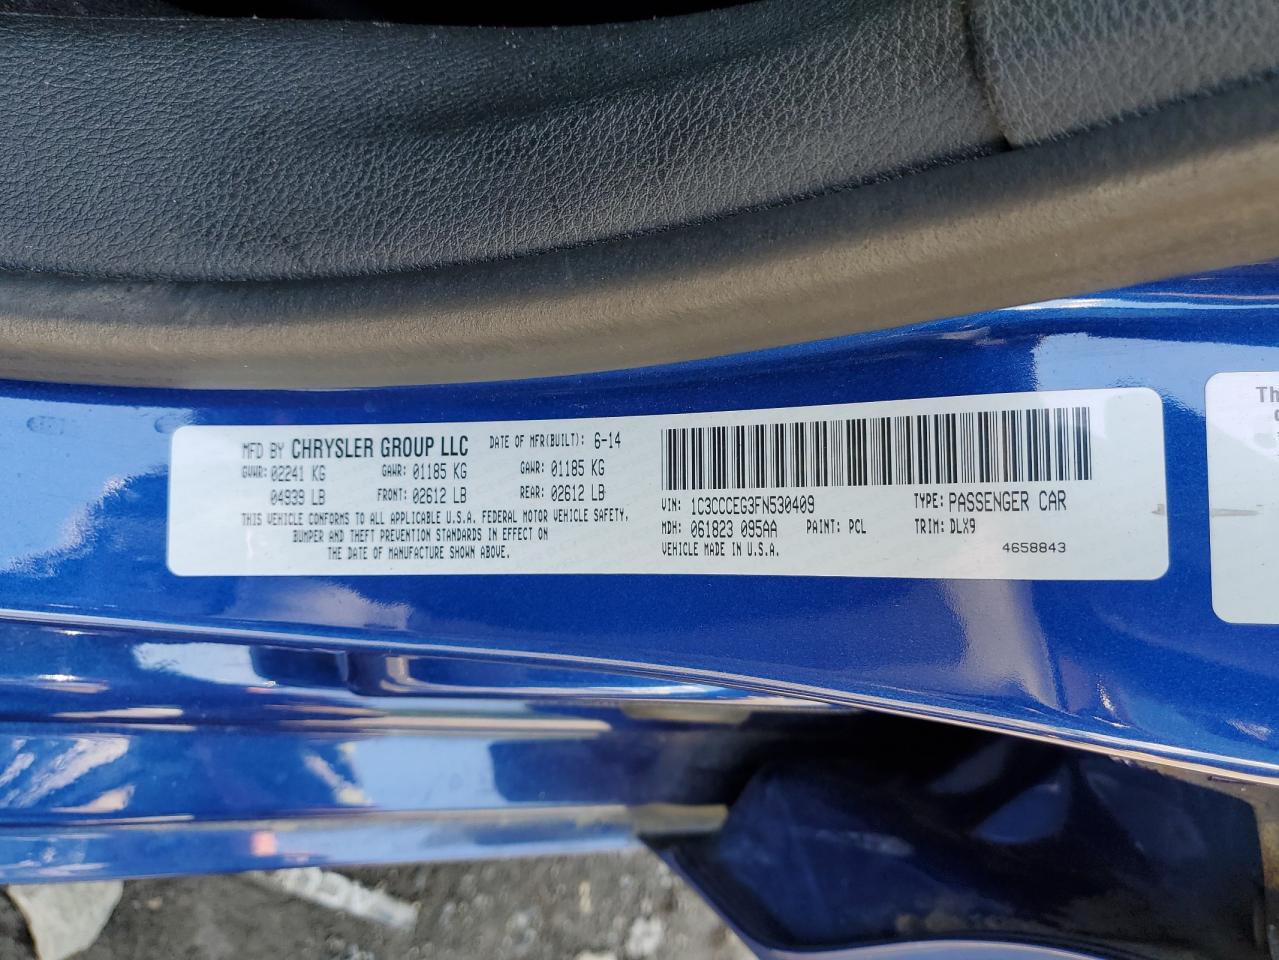 MFD BY CHRYSLER GROUP LLC DATE OF MFR(BUILT): 6-14
GVWR: 02241 KG GAWR: 01185 KG GAWR: 01185 KG
04939 LB FRONT: 02612 LB REAR: 02612 LB
THIS VEHICLE CONFORMS TO ALL APPLICABLE U.S.A. FEDERAL MOTOR VEHICLE SAFETY,
BUMPER AND THEFT PREVENTION STANDARDS IN EFFECT ON
THE DATE OF MANUFACTURE SHOWN ABOVE.
VIN: 1C3CCCEG3FN530409 TYPE: PASSENGER CAR
MDH: 061823 095AA PAINT: PCL TRIM: DLX9
VEHICLE MADE IN U.S.A. 4658843
Th